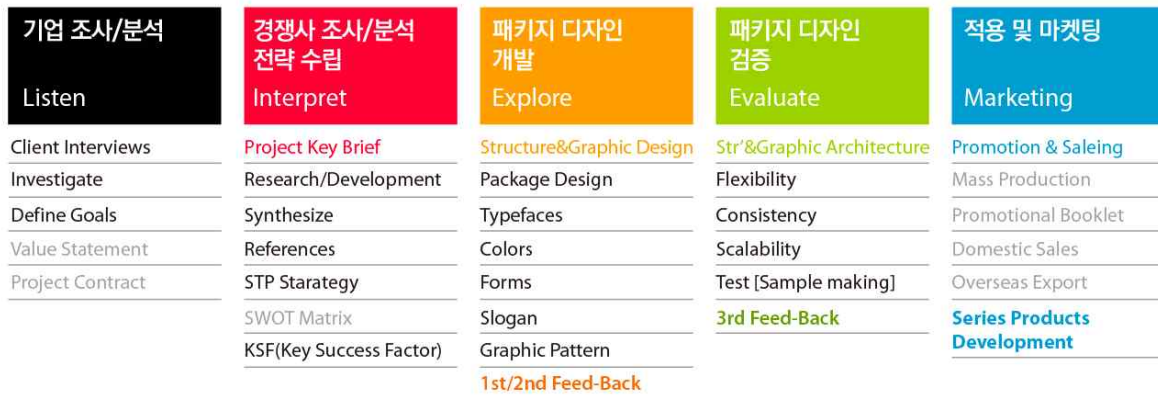 기업 조사/분석
Listen
Client Interviews
Investigate
Define Goals
Value Statement
Project Contract
경쟁사 조사/분석
전략 수립
Interpret
Project Key Brief
Research/Development
Synthesize
References
STP Starategy
SWOT Matrix
KSF(Key Success Factor)
패키지 디자인
개발
Explore
Structure&Graphic Design
Package Design
Typefaces
Colors
Forms
Slogan
Graphic Pattern
1st/2nd Feed-Back
패키지 디자인
검증
Evaluate
Str'&Graphic Architecture
Flexibility
Consistency
Scalability
Test [Sample making]
3rd Feed-Back
적용 및 마켓팅
Marketing
Promotion & Saleing
Mass Production
Promotional Booklet
Domestic Sales
Overseas Export
Series Products
Development